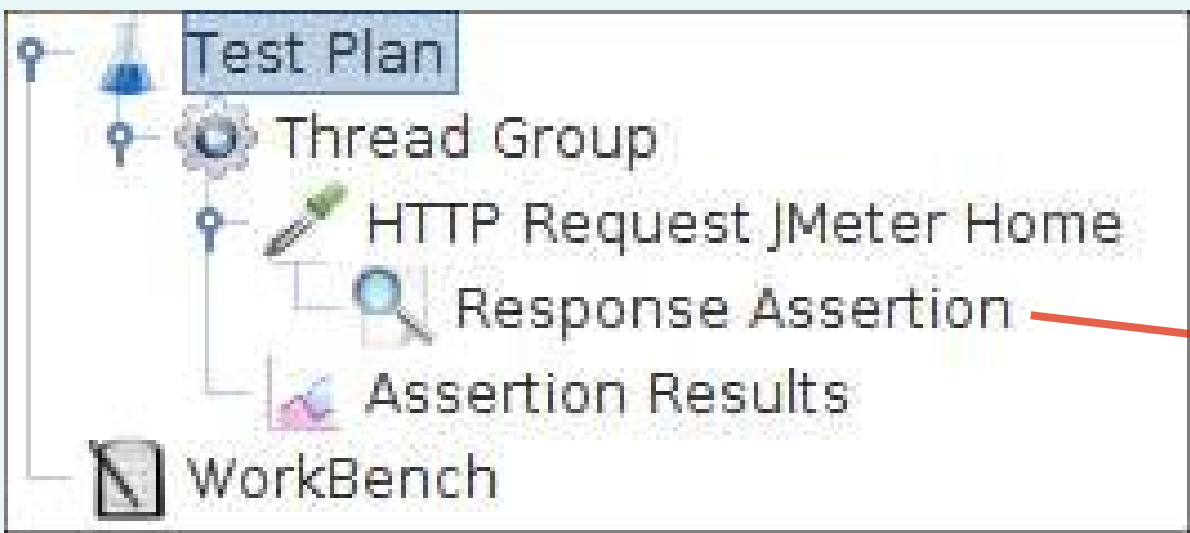 Test Plan
Thread Group
HTTP Request JMeter Home
Response Assertion
Assertion Results
WorkBench